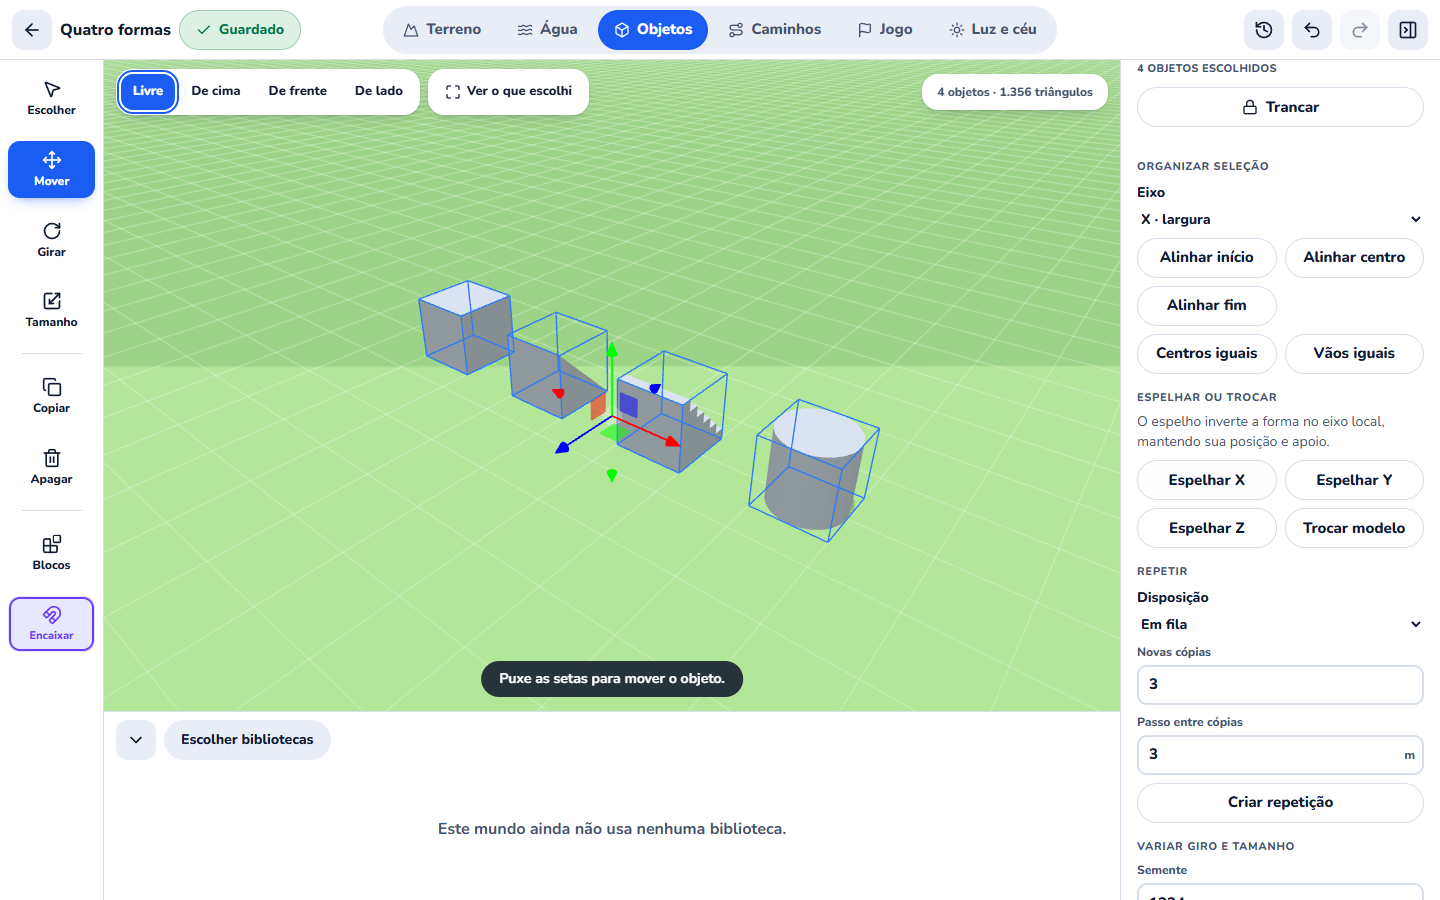 Quatro formas
Guardado
Terreno
Água
Objetos
Caminhos
Jogo
Luz e céu
Escolher
Mover
Girar
Tamanho
Copiar
Apagar
Blocos
Encaixar
Livre
De cima
De frente
De lado
Ver o que escolhi
4 objetos · 1.356 triângulos
Puxe as setas para mover o objeto.
Escolher bibliotecas
Este mundo ainda não usa nenhuma biblioteca.
4 OBJETOS ESCOLHIDOS
Trancar
ORGANIZAR SELEÇÃO
Eixo
X · largura
Alinhar início
Alinhar centro
Alinhar fim
Centros iguais
Vãos iguais
ESPELHAR OU TROCAR
O espelho inverte a forma no eixo local,
mantendo sua posição e apoio.
Espelhar X
Espelhar Y
Espelhar Z
Trocar modelo
REPETIR
Disposição
Em fila
Novas cópias
3
Passo entre cópias
3 m
Criar repetição
VARIAR GIRO E TAMANHO
Semente